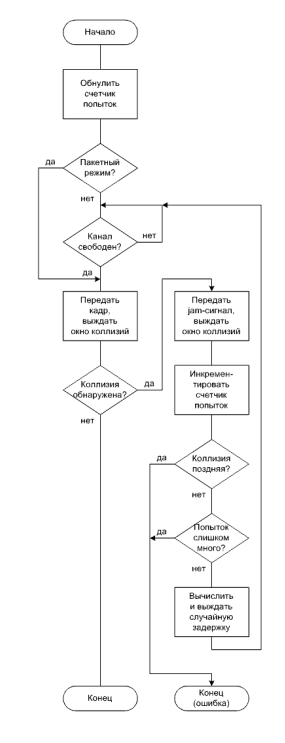 Начало
Обнулить
счетчик
попыток
да
Пакетный
режим?
нет
Канал
свободен?
нет
да
Передать
кадр,
выждать
окно коллизий
Передать
jam-сигнал,
выждать
окно коллизий
Коллизия
обнаружена?
да
нет
Инкремен-
тировать
счетчик
попыток
да
Коллизия
поздняя?
нет
да
Попыток
слишком
много?
нет
Вычислить
и выждать
случайную
задержку
Конец
Конец
(ошибка)